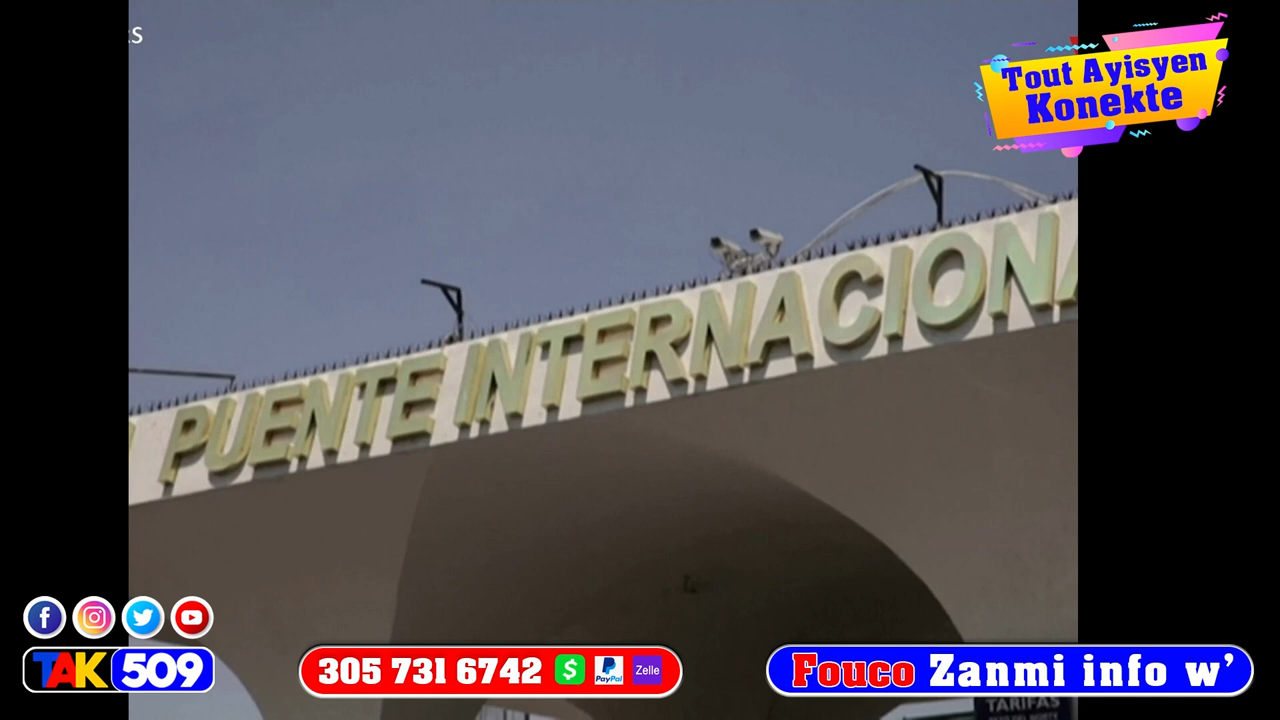 Tout Ayisyen
Konekte
PUENTE INTERNACIONA
TAK 509
305 731 6742
$
PayPal
Zelle
Fouco Zanmi info w’
TARIFAS